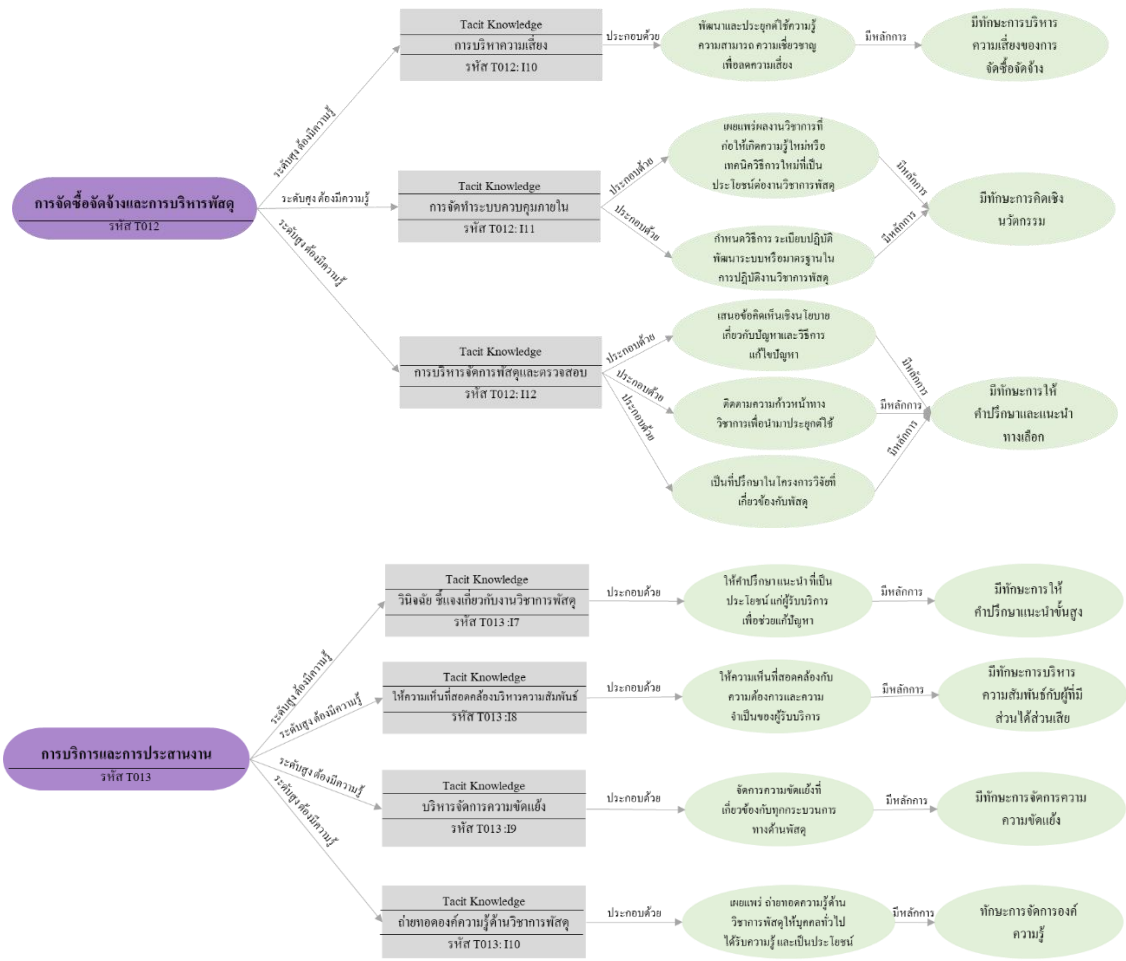 Tacit Knowledge
การบริหาความเสี่ยง
รหัส T012: I10
ประกอบด้วย
พัฒนาและประยุกต์ใช้ความรู้
ความสามารถ ความเชี่ยวชาญ
เพื่อลดความเสี่ยง
มีหลักการ
มีทักษะการบริหาร
ความเสี่ยงของการ
จัดซื้อจัดจ้าง
ระดับสูง ต้องมีความรู้
การจัดซื้อจัดจ้างและการบริหารพัสดุ
รหัส T012
ระดับสูง ต้องมีความรู้
Tacit Knowledge
การจัดทำระบบควบคุมภายใน
รหัส T012: I11
ประกอบด้วย
เผยแพร่ผลงานวิชาการที่
ก่อให้เกิดความรู้ใหม่หรือ
เทคนิควิธีการใหม่ที่เป็น
ประโยชน์ต่องานวิชาการพัสดุ
มีหลักการ
ประกอบด้วย
กำหนดวิธีการ ระเบียบปฏิบัติ
พัฒนาระบบหรือมาตรฐานใน
การปฏิบัติงานวิชาการพัสดุ
มีหลักการ
มีทักษะการคิดเชิง
นวัตกรรม
ระดับสูง ต้องมีความรู้
Tacit Knowledge
การบริหารจัดการพัสดุและตรวจสอบ
รหัส T012: I12
ประกอบด้วย
เสนอข้อคิดเห็นเชิงนโยบาย
เกี่ยวกับปัญหาและวิธีการ
แก้ไขปัญหา
มีหลักการ
ประกอบด้วย
ติดตามความก้าวหน้าทาง
วิชาการเพื่อนำมาประยุกต์ใช้
มีหลักการ
ประกอบด้วย
เป็นที่ปรึกษาในโครงการวิจัยที่
เกี่ยวข้องกับพัสดุ
มีหลักการ
มีทักษะการให้
คำปรึกษาและแนะนำ
ทางเลือก
การบริการและการประสานงาน
รหัส T013
ระดับสูง ต้องมีความรู้
Tacit Knowledge
วินิจฉัย ชี้แจงเกี่ยวกับงานวิชาการพัสดุ
รหัส T013 :I7
ประกอบด้วย
ให้คำปรึกษา แนะนำ ที่เป็น
ประโยชน์ แก่ผู้รับบริการ
เพื่อช่วยแก้ปัญหา
มีหลักการ
มีทักษะการให้
คำปรึกษาแนะนำขั้นสูง
ระดับสูง ต้องมีความรู้
Tacit Knowledge
ให้ความเห็นที่สอดคล้องบริหารความสัมพันธ์
รหัส T013 :I8
ประกอบด้วย
ให้ความเห็นที่สอดคล้องกับ
ความต้องการและความ
จำเป็นของผู้รับบริการ
มีหลักการ
มีทักษะการบริหาร
ความสัมพันธ์กับผู้ที่มี
ส่วนได้ส่วนเสีย
ระดับสูง ต้องมีความรู้
Tacit Knowledge
บริหารจัดการความขัดแย้ง
รหัส T013 :I9
ประกอบด้วย
จัดการความขัดแย้งที่
เกี่ยวข้องกับทุกกระบวนการ
ทางด้านพัสดุ
มีหลักการ
มีทักษะการจัดการความ
ความขัดแย้ง
ระดับสูง ต้องมีความรู้
Tacit Knowledge
ถ่ายทอดองค์ความรู้ด้านวิชาการพัสดุ
รหัส T013: I10
ประกอบด้วย
เผยแพร่ ถ่ายทอดความรู้ด้าน
วิชาการพัสดุให้บุคคลทั่วไป
ได้รับความรู้ และเป็นประโยชน์
มีหลักการ
ทักษะการจัดการองค์
ความรู้